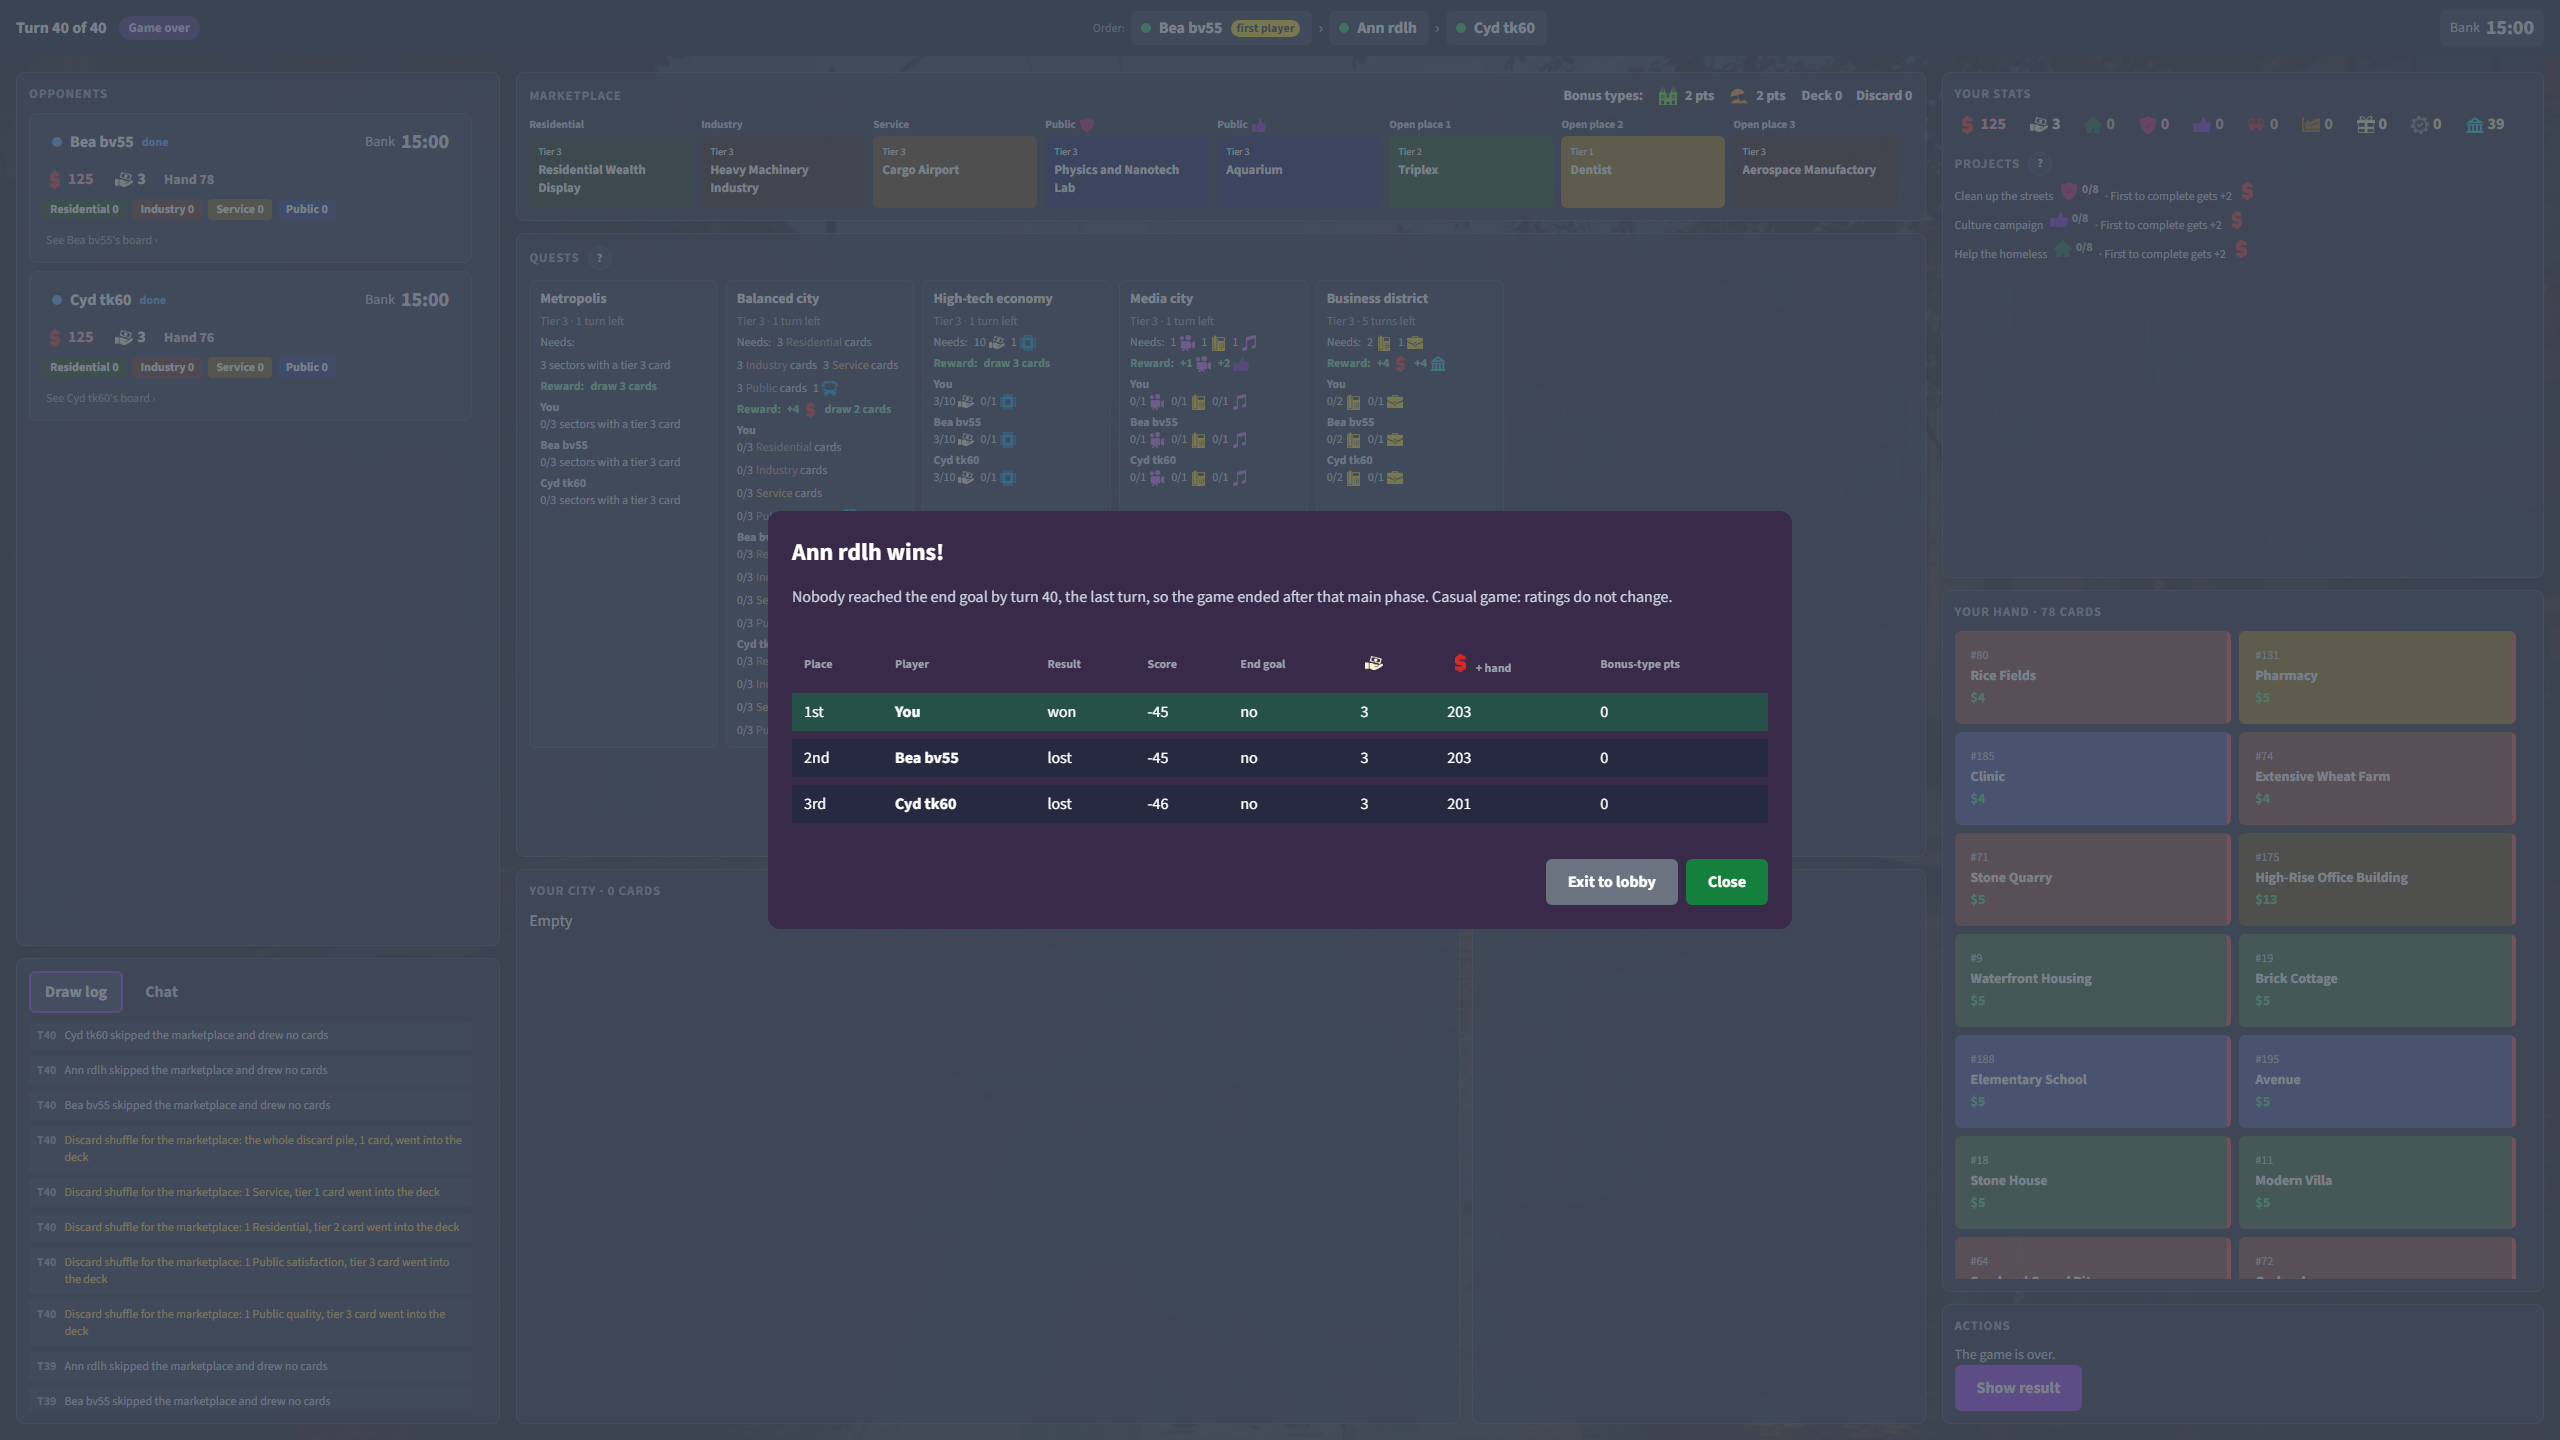 Turn 40 of 40 Game over
Order: Bea bv55 first player › Ann rdlh › Cyd tk60
Bank 15:00
OPPONENTS
Bea bv55 done Bank 15:00
125 3 Hand 78
Residential 0 Industry 0 Service 0 Public 0
See Bea bv55's board ›
Cyd tk60 done Bank 15:00
125 3 Hand 76
Residential 0 Industry 0 Service 0 Public 0
See Cyd tk60's board ›
MARKETPLACE
Bonus types: 2 pts 2 pts Deck 0 Discard 0
Residential Industry Service Public Public Open place 1 Open place 2 Open place 3
Tier 3
Residential Wealth
Display
Tier 3
Heavy Machinery
Industry
Tier 3
Cargo Airport
Tier 3
Physics and Nanotech
Lab
Tier 3
Aquarium
Tier 2
Triplex
Tier 1
Dentist
Tier 3
Aerospace Manufactory
QUESTS ?
Metropolis
Tier 3 · 1 turn left
Needs:
3 sectors with a tier 3 card
Reward: draw 3 cards
You
0/3 sectors with a tier 3 card
Bea bv55
0/3 sectors with a tier 3 card
Cyd tk60
0/3 sectors with a tier 3 card
Balanced city
Tier 3 · 1 turn left
Needs: 3 Residential cards
3 Industry cards 3 Service cards
3 Public cards 1
Reward: +4 draw 2 cards
You
0/3 Residential cards
0/3 Industry cards
0/3 Service cards
0/3 Pu
Bea bv
0/3 Re
0/3 In
0/3 Se
0/3 Pu
Cyd tk
0/3 Re
0/3 In
0/3 Se
0/3 Pu
High-tech economy
Tier 3 · 1 turn left
Needs: 10 1
Reward: draw 3 cards
You
3/10 0/1
Bea bv55
3/10 0/1
Cyd tk60
3/10 0/1
Media city
Tier 3 · 1 turn left
Needs: 1 1 1
Reward: +1 +2
You
0/1 0/1 0/1
Bea bv55
0/1 0/1 0/1
Cyd tk60
0/1 0/1 0/1
Business district
Tier 3 · 5 turns left
Needs: 2 1
Reward: +4 +4
You
0/2 0/1
Bea bv55
0/2 0/1
Cyd tk60
0/2 0/1
Ann rdlh wins!
Nobody reached the end goal by turn 40, the last turn, so the game ended after that main phase. Casual game: ratings do not change.
Place Player Result Score End goal + hand Bonus-type pts
1st You won -45 no 3 203 0
2nd Bea bv55 lost -45 no 3 203 0
3rd Cyd tk60 lost -46 no 3 201 0
Exit to lobby Close
YOUR CITY · 0 CARDS
Empty
Draw log Chat
T40 Cyd tk60 skipped the marketplace and drew no cards
T40 Ann rdlh skipped the marketplace and drew no cards
T40 Bea bv55 skipped the marketplace and drew no cards
T40 Discard shuffle for the marketplace: the whole discard pile, 1 card, went into the
deck
T40 Discard shuffle for the marketplace: 1 Service, tier 1 card went into the deck
T40 Discard shuffle for the marketplace: 1 Residential, tier 2 card went into the deck
T40 Discard shuffle for the marketplace: 1 Public satisfaction, tier 3 card went into
the deck
T40 Discard shuffle for the marketplace: 1 Public quality, tier 3 card went into the
deck
T39 Ann rdlh skipped the marketplace and drew no cards
T39 Bea bv55 skipped the marketplace and drew no cards
YOUR STATS
125 3 0 0 0 0 0 0 0 39
PROJECTS ?
Clean up the streets 0/8 · First to complete gets +2
Culture campaign 0/8 · First to complete gets +2
Help the homeless 0/8 · First to complete gets +2
YOUR HAND · 78 CARDS
#80
Rice Fields
$4
#131
Pharmacy
$5
#185
Clinic
$4
#74
Extensive Wheat Farm
$4
#71
Stone Quarry
$5
#175
High-Rise Office Building
$13
#9
Waterfront Housing
$5
#19
Brick Cottage
$5
#188
Elementary School
$5
#195
Avenue
$5
#18
Stone House
$5
#11
Modern Villa
$5
#64
#72
ACTIONS
The game is over.
Show result